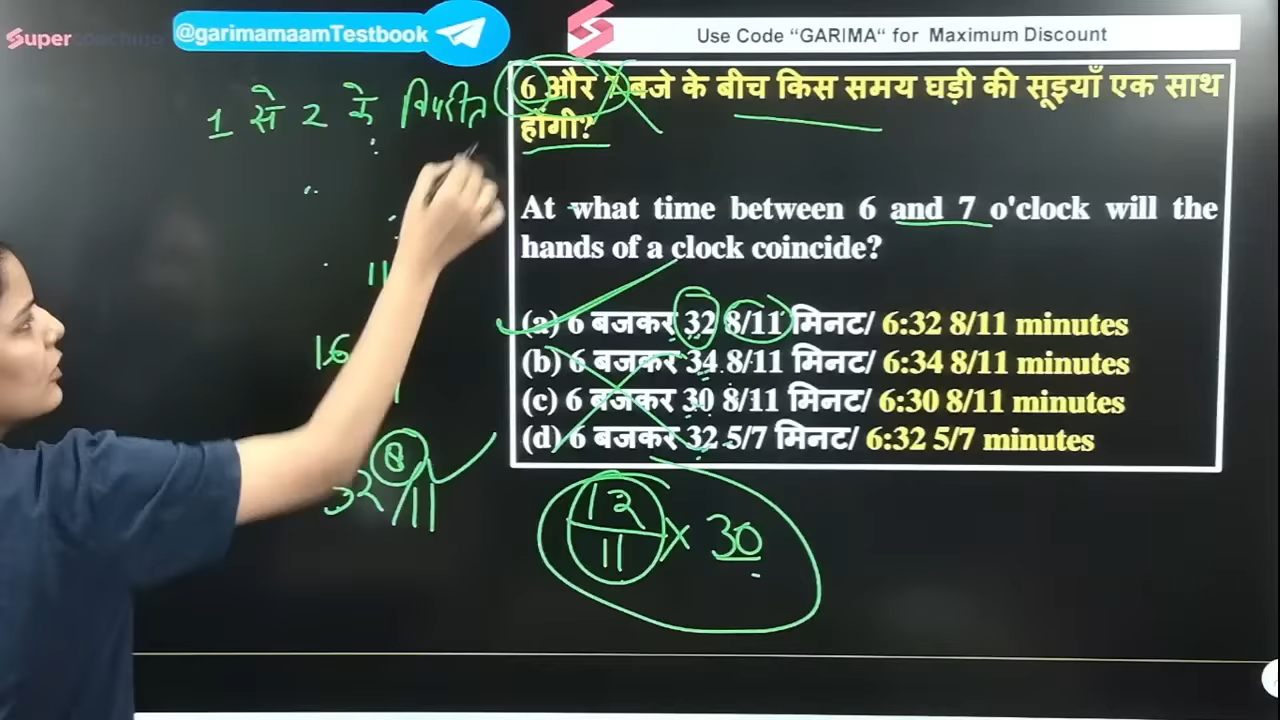 Supercoaching
@garimamaamTestbook
Use Code “GARIMA“ for Maximum Discount
1 से 2 के विपरीत
6 और 7 बजे के बीच किस समय घड़ी की सूइयाँ एक साथ
होंगी?
At what time between 6 and 7 o'clock will the
hands of a clock coincide?
(a) 6 बजकर 32 8/11 मिनट/ 6:32 8/11 minutes
(b) 6 बजकर 34 8/11 मिनट/ 6:34 8/11 minutes
(c) 6 बजकर 30 8/11 मिनट/ 6:30 8/11 minutes
(d) 6 बजकर 32 5/7 मिनट/ 6:32 5/7 minutes
11
16
32 8/11
12/11 × 30